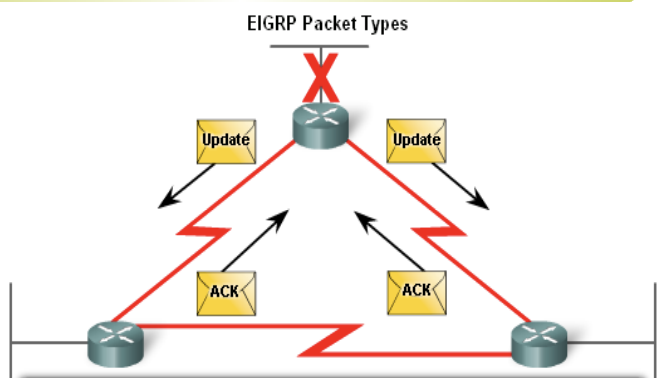 EIGRP Packet Types
Update
Update
ACK
ACK